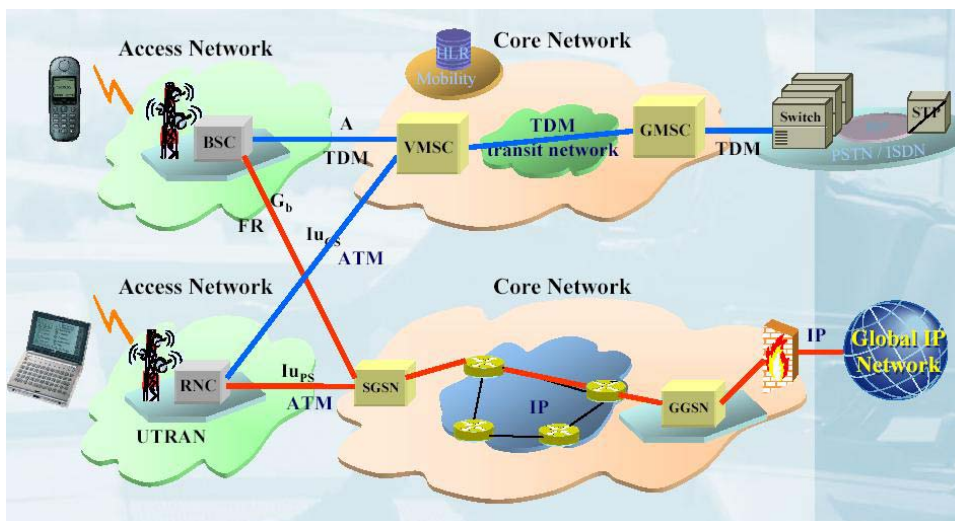 Access Network
Core Network
HLR
Mobility
BSC
A
TDM
VMSC
TDM
transit network
GMSC
TDM
Switch
STP
PSTN / ISDN
Gb
FR
IuCS
ATM
Access Network
Core Network
RNC
UTRAN
IuPS
ATM
SGSN
IP
GGSN
IP
Global IP
Network